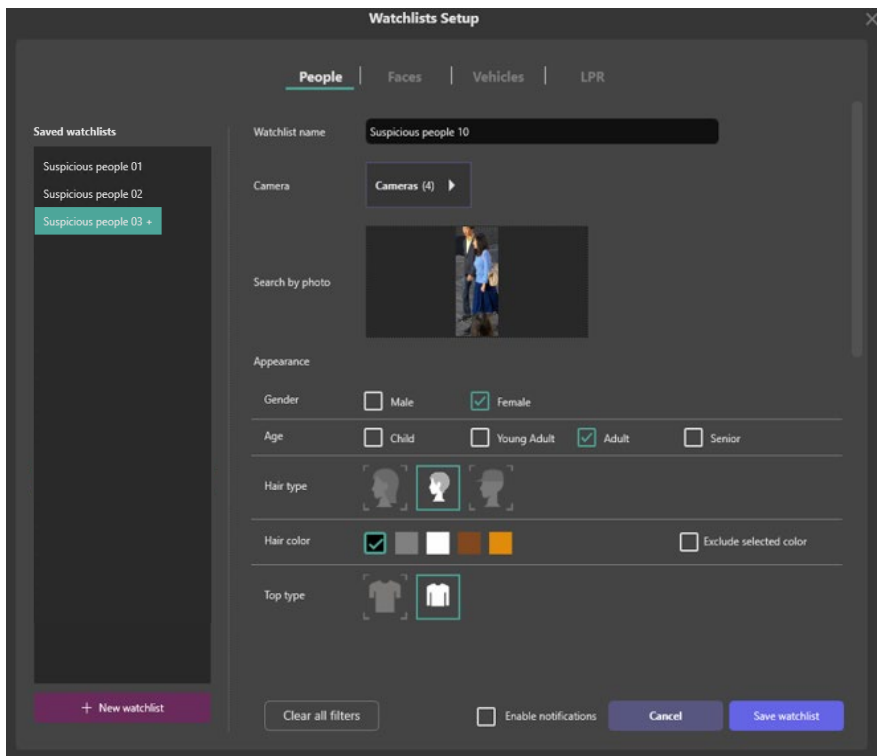 Watchlists Setup
People | Faces | Vehicles | LPR
Saved watchlists
Suspicious people 01
Suspicious people 02
Suspicious people 03 +
+ New watchlist
Watchlist name
Suspicious people 10
Camera
Cameras (4)
Search by photo
Appearance
Gender
Male
Female
Age
Child
Young Adult
Adult
Senior
Hair type
Hair color
Exclude selected color
Top type
Clear all filters
Enable notifications
Cancel
Save watchlist